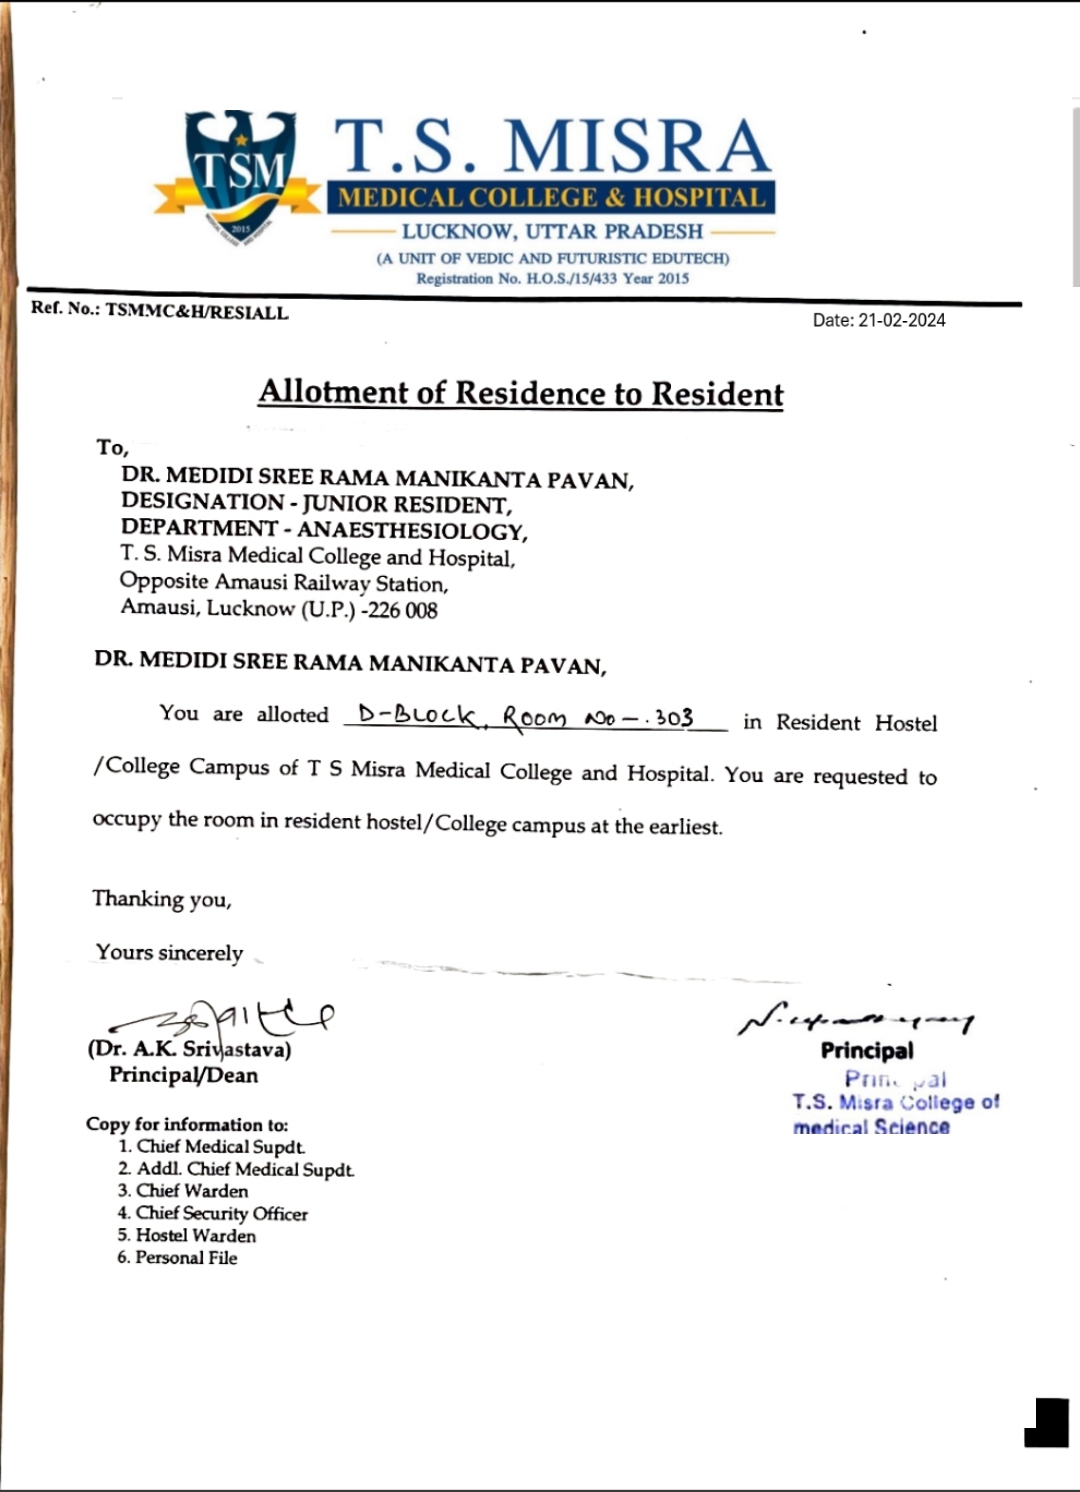 TSM
2015
T.S. MISRA
MEDICAL COLLEGE & HOSPITAL
LUCKNOW, UTTAR PRADESH
(A UNIT OF VEDIC AND FUTURISTIC EDUTECH)
Registration No. H.O.S./15/433 Year 2015
Ref. No.: TSMMC&H/RESIALL
Date: 21-02-2024
Allotment of Residence to Resident
To,
DR. MEDIDI SREE RAMA MANIKANTA PAVAN,
DESIGNATION - JUNIOR RESIDENT,
DEPARTMENT - ANAESTHESIOLOGY,
T. S. Misra Medical College and Hospital,
Opposite Amausi Railway Station,
Amausi, Lucknow (U.P.) -226 008
DR. MEDIDI SREE RAMA MANIKANTA PAVAN,
You are allotted D-BLOCK, ROOM No -. 303 in Resident Hostel
/College Campus of T S Misra Medical College and Hospital. You are requested to
occupy the room in resident hostel/College campus at the earliest.
Thanking you,
Yours sincerely
(Dr. A.K. Srivastava)
Principal/Dean
Principal
Principal
T.S. Misra College of
medical Science
Copy for information to:
1. Chief Medical Supdt.
2. Addl. Chief Medical Supdt.
3. Chief Warden
4. Chief Security Officer
5. Hostel Warden
6. Personal File